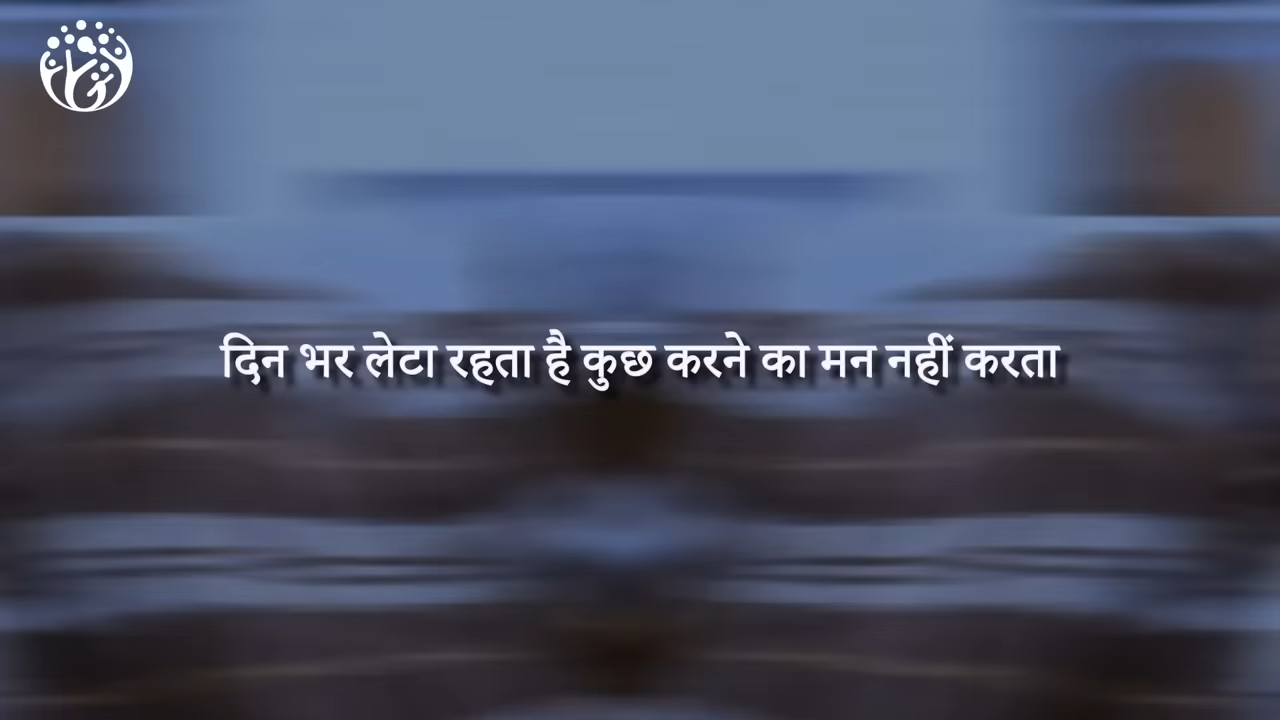 दिन भर लेटा रहता है कुछ करने का मन नहीं करता